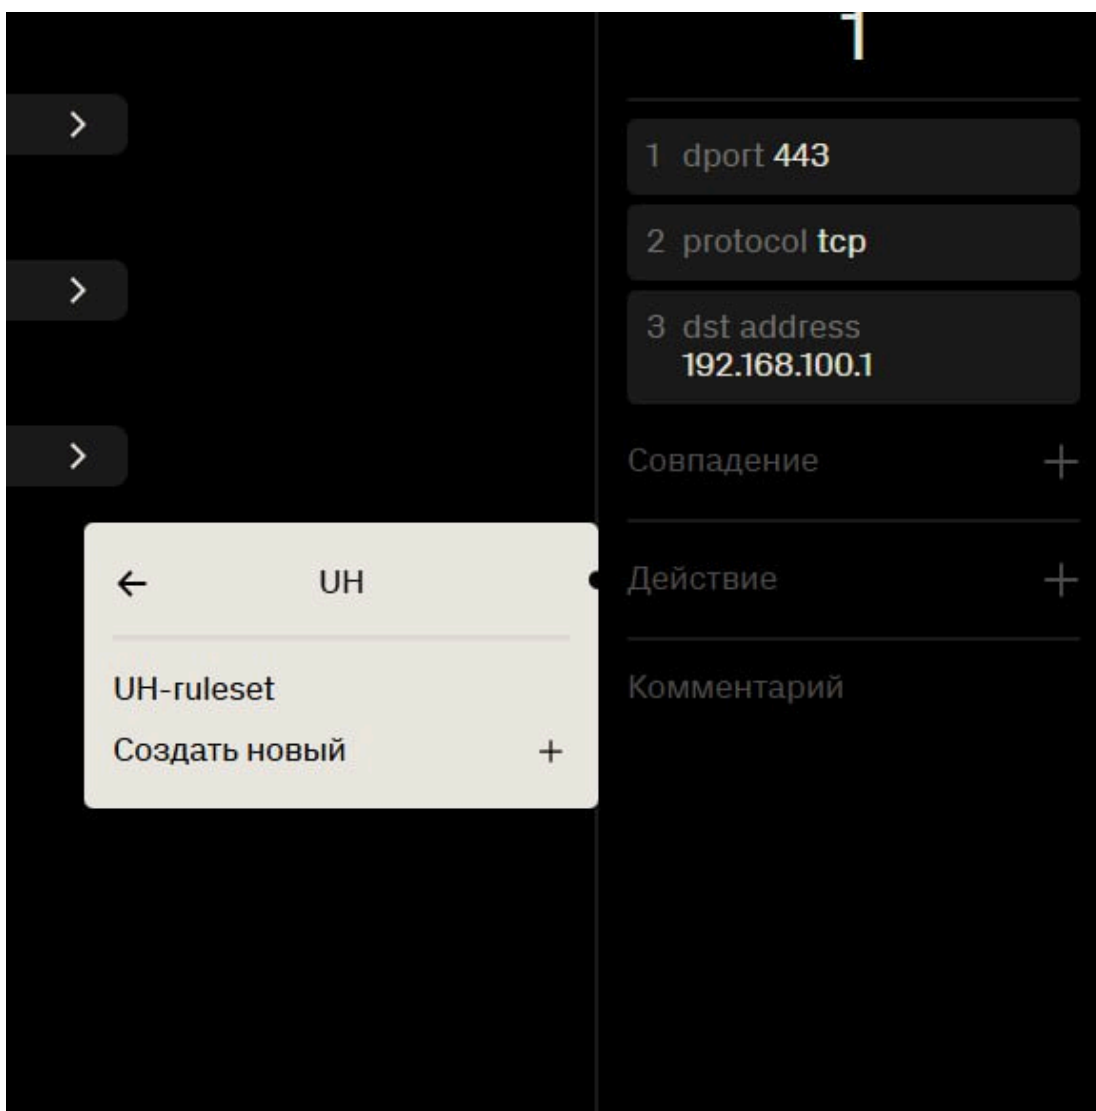 1
1 dport 443
2 protocol tcp
3 dst address
192.168.100.1
Совпадение
Действие
Комментарий
UH
UH-ruleset
Создать новый